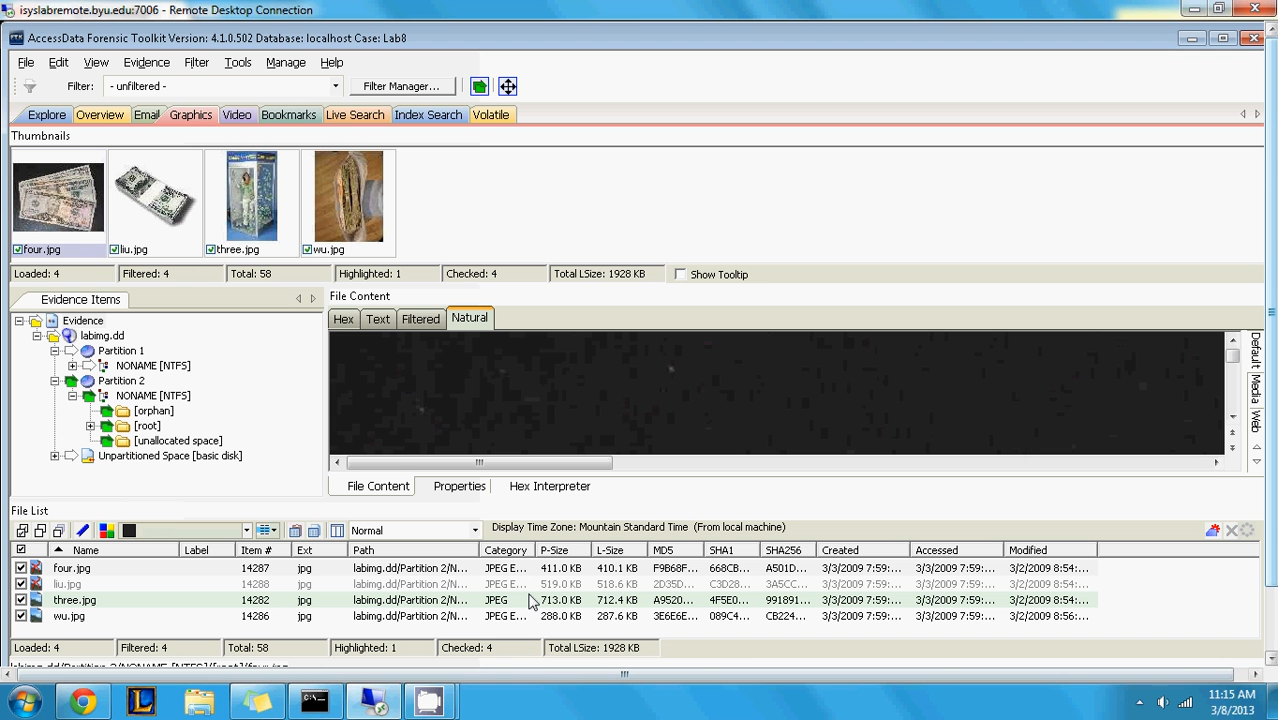 isyslabremote.byu.edu:7006 - Remote Desktop Connection
AccessData Forensic Toolkit Version: 4.1.0.502 Database: localhost Case: Lab8
File Edit View Evidence Filter Tools Manage Help
Filter: - unfiltered - Filter Manager...
Explore Overview Email Graphics Video Bookmarks Live Search Index Search Volatile
Thumbnails
four.jpg liu.jpg three.jpg wu.jpg
Loaded: 4 Filtered: 4 Total: 58 Highlighted: 1 Checked: 4 Total LSize: 1928 KB Show Tooltip
Evidence Items
Evidence
labimg.dd
Partition 1
NONAME [NTFS]
Partition 2
NONAME [NTFS]
[orphan]
[root]
[unallocated space]
Unpartitioned Space [basic disk]
File Content
Hex Text Filtered Natural
Default Media Web
File Content Properties Hex Interpreter
File List
Normal Display Time Zone: Mountain Standard Time (From local machine)
Name Label Item # Ext Path Category P-Size L-Size MD5 SHA1 SHA256 Created Accessed Modified
four.jpg 14287 jpg labimg.dd/Partition 2/N... JPEG E... 411.0 KB 410.1 KB F9B68F... 668CB... A501D... 3/3/2009 7:59:... 3/3/2009 7:59:... 3/2/2009 8:54:...
liu.jpg 14288 jpg labimg.dd/Partition 2/N... JPEG E... 519.0 KB 518.6 KB 2D35D... C3D28... 3A5CC... 3/3/2009 7:59:... 3/3/2009 7:59:... 3/2/2009 8:54:...
three.jpg 14282 jpg labimg.dd/Partition 2/N... JPEG 713.0 KB 712.4 KB A9520... 4F5E0... 991891... 3/3/2009 7:59:... 3/3/2009 7:59:... 3/2/2009 8:54:...
wu.jpg 14286 jpg labimg.dd/Partition 2/N... JPEG E... 288.0 KB 287.6 KB 3E6E6E... 089C4... CB224... 3/3/2009 7:59:... 3/3/2009 7:59:... 3/2/2009 8:56:...
Loaded: 4 Filtered: 4 Total: 58 Highlighted: 1 Checked: 4 Total LSize: 1928 KB
11:15 AM
3/8/2013